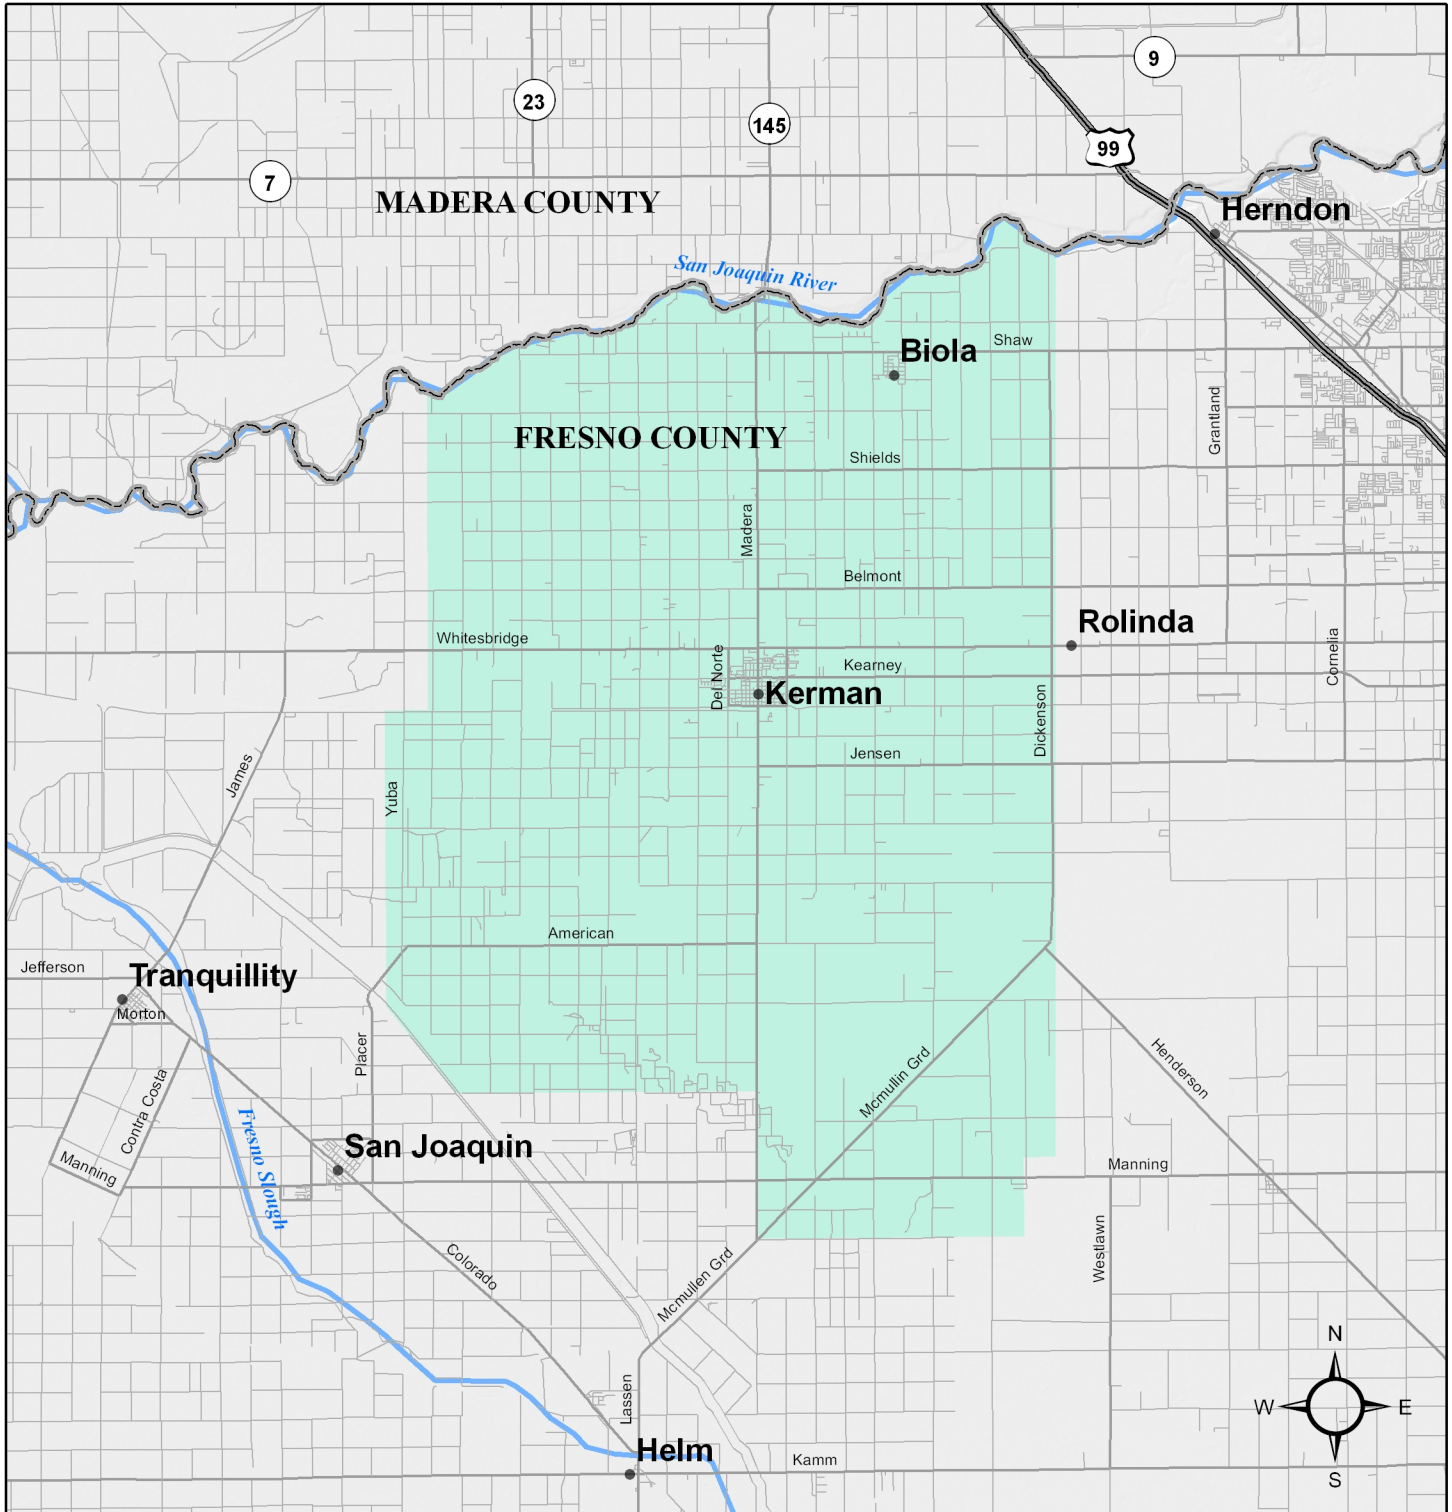 9
23
145
99
7
MADERA COUNTY
Herndon
San Joaquin River
Shaw
Biola
Grantland
FRESNO COUNTY
Shields
Madera
Belmont
Rolinda
Whitesbridge
Cornelia
Del Norte
Kearney
Kerman
Dickenson
Jensen
James
Yuba
American
Jefferson
Tranquillity
Morton
Placer
Mcmullin Grd
Henderson
Contra Costa
San Joaquin
Manning
Manning
Fresno Slough
Westlawn
Colorado
Mcmullen Grd
N
W
E
S
Lassen
Helm
Kamm